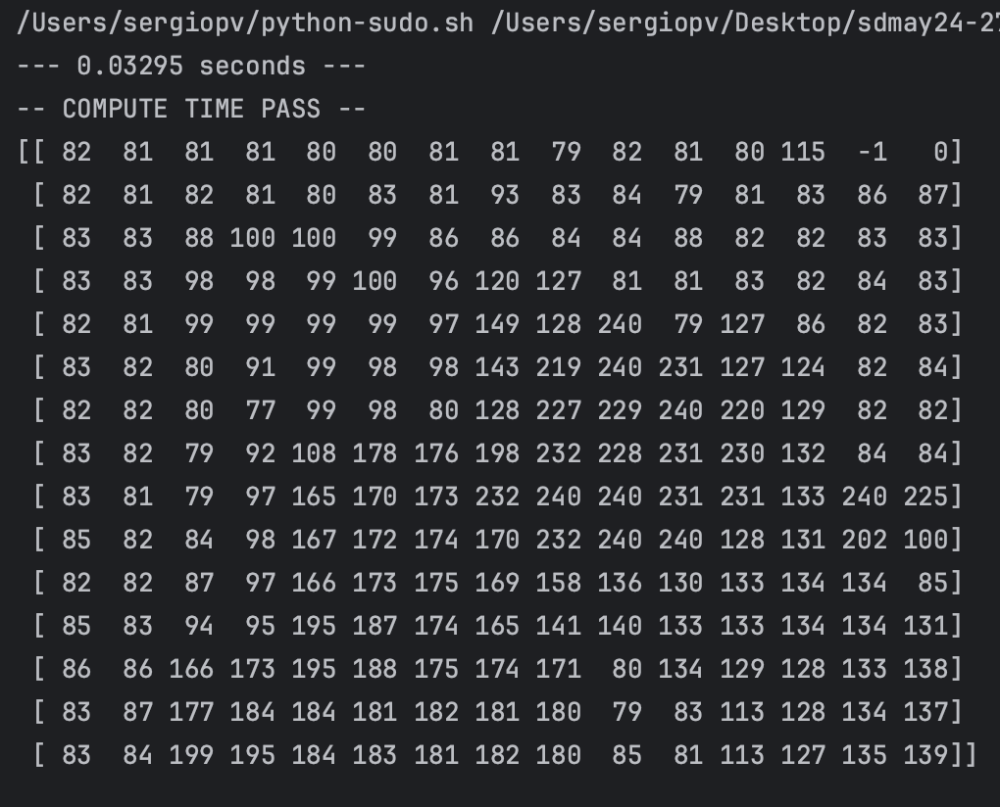 /Users/sergiopv/python-sudo.sh /Users/sergiopv/Desktop/sdmay24-27
--- 0.03295 seconds ---
-- COMPUTE TIME PASS --
[[ 82  81  81  81  80  80  81  81  79  82  81  80 115  -1   0]
 [ 82  81  82  81  80  83  81  93  83  84  79  81  83  86  87]
 [ 83  83  88 100 100  99  86  86  84  84  88  82  82  83  83]
 [ 83  83  98  98  99 100  96 120 127  81  81  83  82  84  83]
 [ 82  81  99  99  99  99  97 149 128 240  79 127  86  82  83]
 [ 83  82  80  91  99  98  98 143 219 240 231 127 124  82  84]
 [ 82  82  80  77  99  98  80 128 227 229 240 220 129  82  82]
 [ 83  82  79  92 108 178 176 198 232 228 231 230 132  84  84]
 [ 83  81  79  97 165 170 173 232 240 240 231 231 133 240 225]
 [ 85  82  84  98 167 172 174 170 232 240 240 128 131 202 100]
 [ 82  82  87  97 166 173 175 169 158 136 130 133 134 134  85]
 [ 85  83  94  95 195 187 174 165 141 140 133 133 134 134 131]
 [ 86  86 166 173 195 188 175 174 171  80 134 129 128 133 138]
 [ 83  87 177 184 184 181 182 181 180  79  83 113 128 134 137]
 [ 83  84 199 195 184 183 181 182 180  85  81 113 127 135 139]]